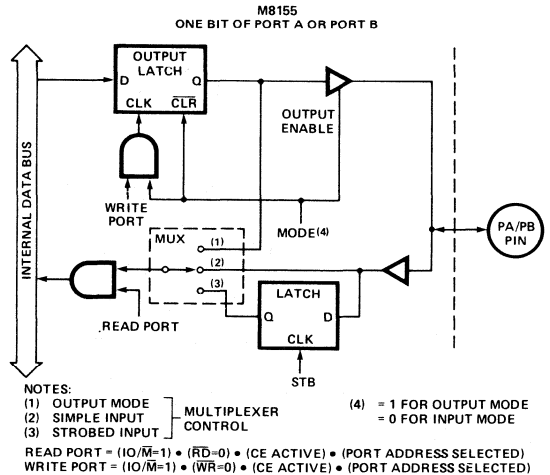 M8155
ONE BIT OF PORT A OR PORT B
OUTPUT
LATCH
D
Q
CLK
CLR
OUTPUT
ENABLE
INTERNAL DATA BUS
WRITE
PORT
MODE(4)
MUX
(1)
(2)
(3)
PA/PB
PIN
READ PORT
LATCH
Q
D
CLK
STB
NOTES:
(1) OUTPUT MODE
(2) SIMPLE INPUT
(3) STROBED INPUT
MULTIPLEXER
CONTROL
(4) = 1 FOR OUTPUT MODE
= 0 FOR INPUT MODE
READ PORT = (IO/M̅=1) • (R̅D̅=0) • (CE ACTIVE) • (PORT ADDRESS SELECTED)
WRITE PORT = (IO/M̅=1) • (W̅R̅=0) • (CE ACTIVE) • (PORT ADDRESS SELECTED)